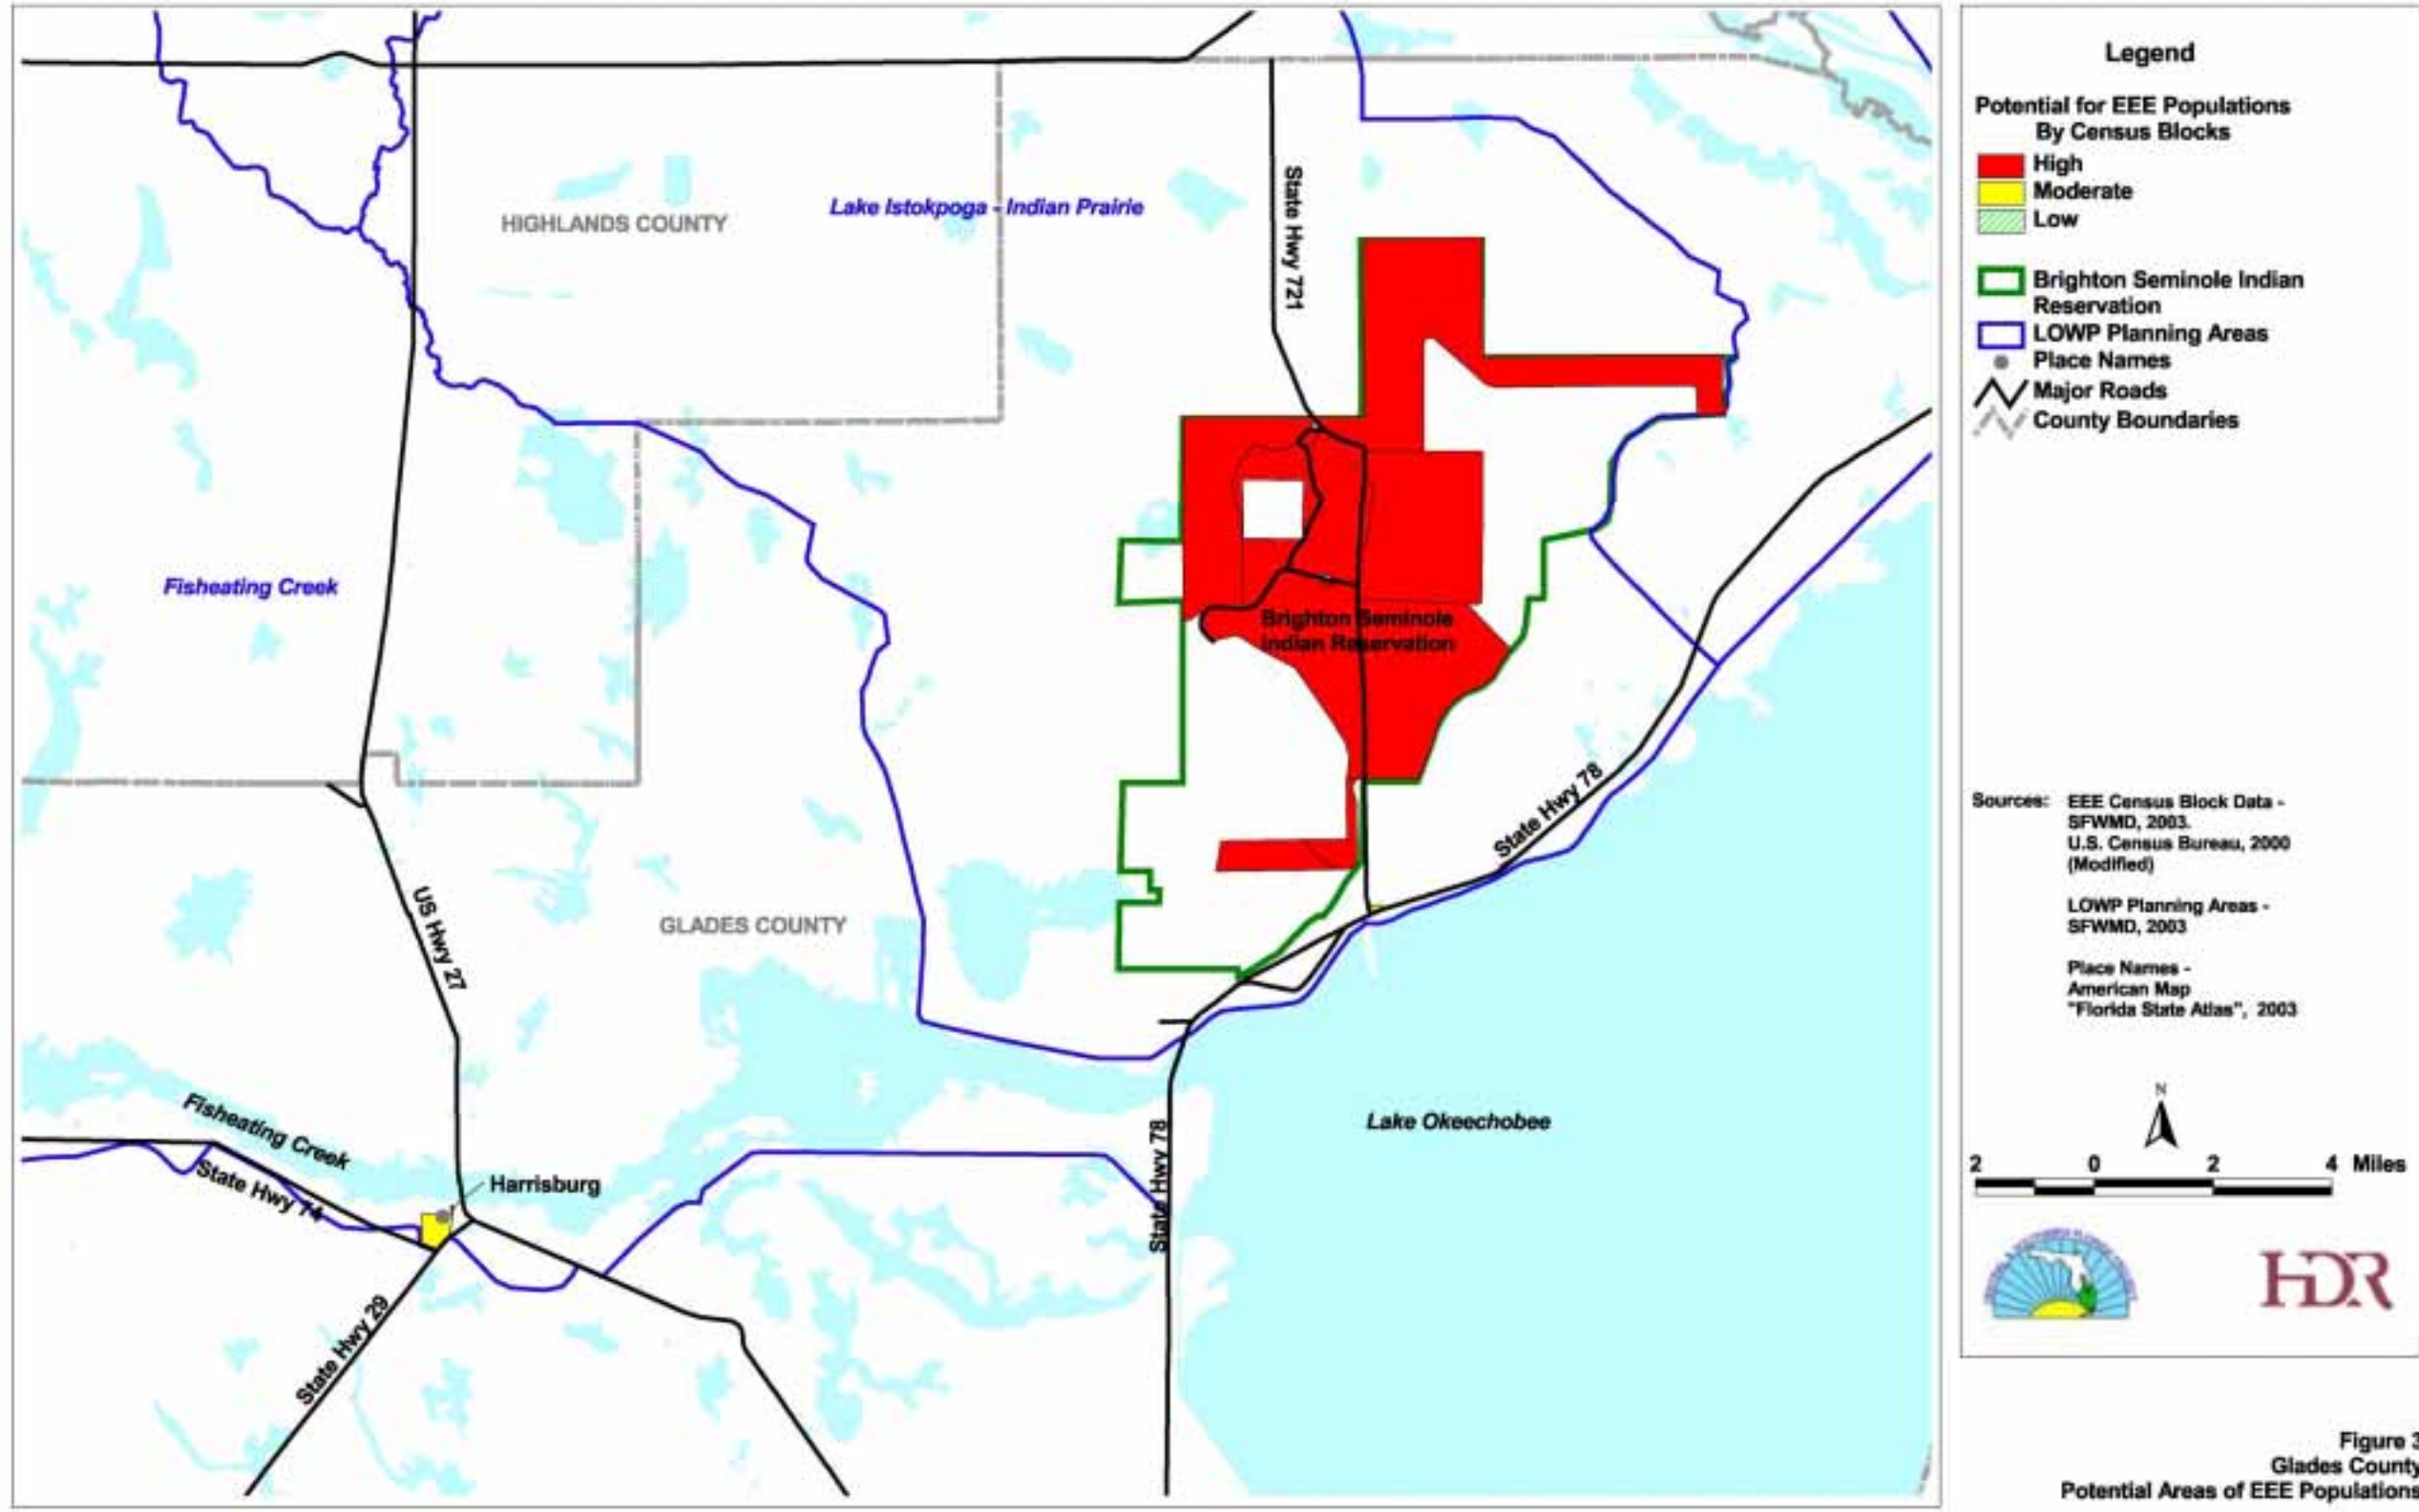 HIGHLANDS COUNTY
Lake Istokpoga - Indian Prairie
State Hwy 721
Fisheating Creek
Brighton Seminole
Indian Reservation
State Hwy 78
US Hwy 27
GLADES COUNTY
Fisheating Creek
State Hwy 74
Harrisburg
State Hwy 29
State Hwy 78
Lake Okeechobee
Legend
Potential for EEE Populations
By Census Blocks
High
Moderate
Low
Brighton Seminole Indian
Reservation
LOWP Planning Areas
Place Names
Major Roads
County Boundaries
Sources: EEE Census Block Data -
SFWMD, 2003.
U.S. Census Bureau, 2000
(Modified)
LOWP Planning Areas -
SFWMD, 2003
Place Names -
American Map
"Florida State Atlas", 2003
N
2 0 2 4 Miles
HDR
Figure 3
Glades County
Potential Areas of EEE Populations